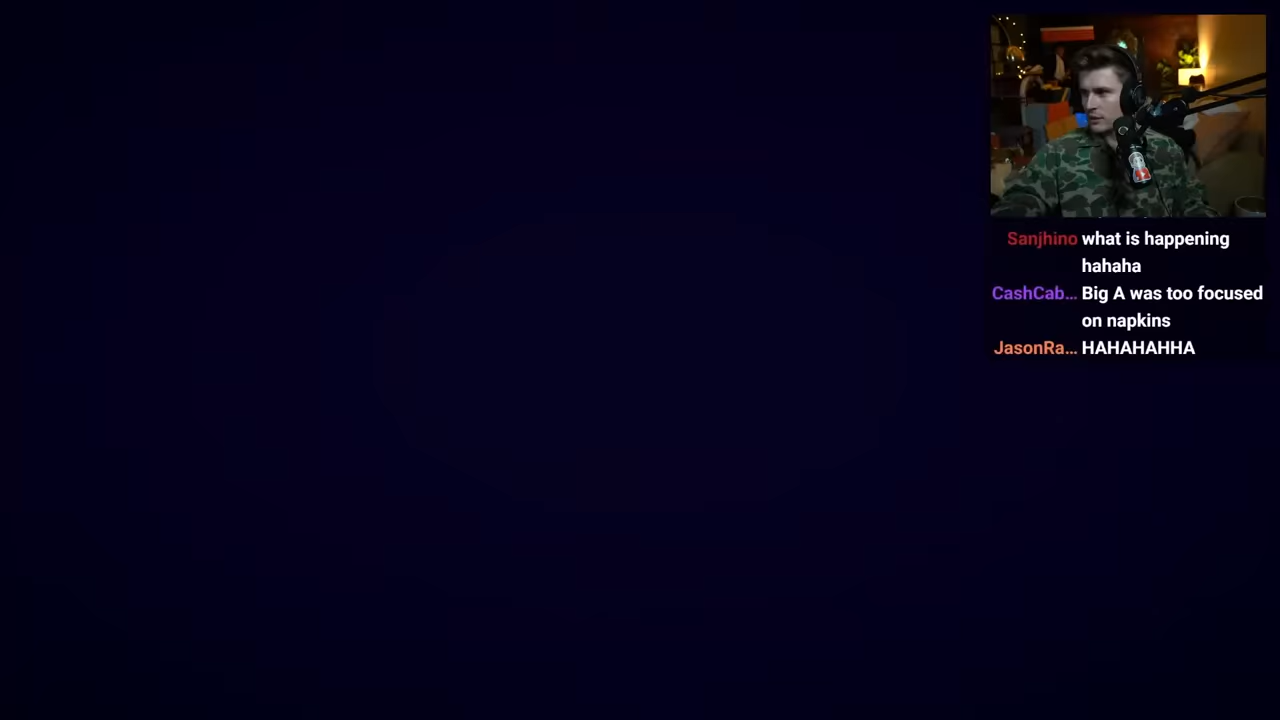 Sanjhino what is happening
hahaha
CashCab... Big A was too focused
on napkins
JasonRa... HAHAHAHHA